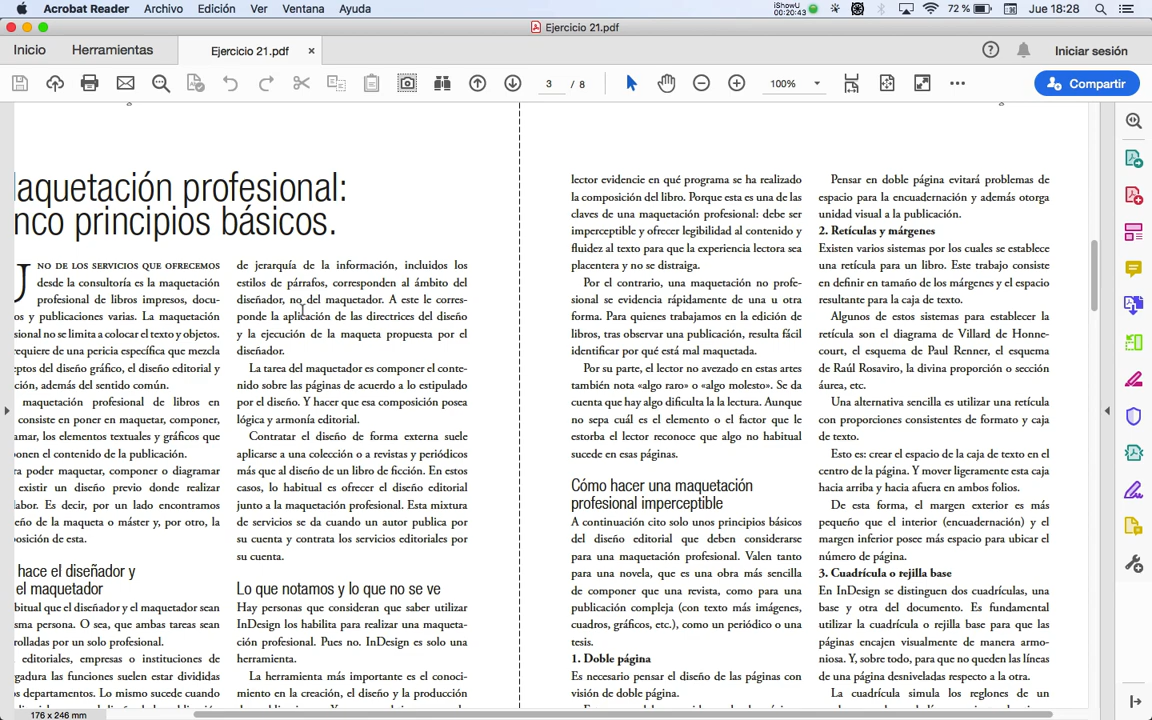 Acrobat Reader Archivo Edición Ver Ventana Ayuda
iShowU
00:20:43
72 % Jue 18:28
Ejercicio 21.pdf
Inicio Herramientas Ejercicio 21.pdf × Iniciar sesión
3 / 8 100% Compartir
laquetación profesional:
nco principios básicos.
U
NO DE LOS SERVICIOS QUE OFRECEMOS
desde la consultoría es la maquetación
profesional de libros impresos, docu-
os y publicaciones varias. La maquetación
sional no se limita a colocar el texto y objetos.
requiere de una pericia específica que mezcla
eptos del diseño gráfico, el diseño editorial y
ción, además del sentido común.
maquetación profesional de libros en
consiste en poner en maquetar, componer,
amar, los elementos textuales y gráficos que
onen el contenido de la publicación.
ra poder maquetar, componer o diagramar
existir un diseño previo donde realizar
labor. Es decir, por un lado encontramos
eño de la maqueta o máster y, por otro, la
osición de esta.
hace el diseñador y
el maquetador
bitual que el diseñador y el maquetador sean
sma persona. O sea, que ambas tareas sean
rolladas por un solo profesional.
editoriales, empresas o instituciones de
gadura las funciones suelen estar divididas
s departamentos. Lo mismo sucede cuando
de jerarquía de la información, incluidos los
estilos de párrafos, corresponden al ámbito del
diseñador, no del maquetador. A este le corres-
ponde la aplicación de las directrices del diseño
y la ejecución de la maqueta propuesta por el
diseñador.
La tarea del maquetador es componer el conte-
nido sobre las páginas de acuerdo a lo estipulado
por el diseño. Y hacer que esa composición posea
lógica y armonía editorial.
Contratar el diseño de forma externa suele
aplicarse a una colección o a revistas y periódicos
más que al diseño de un libro de ficción. En estos
casos, lo habitual es ofrecer el diseño editorial
junto a la maquetación profesional. Esta mixtura
de servicios se da cuando un autor publica por
su cuenta y contrata los servicios editoriales por
su cuenta.
Lo que notamos y lo que no se ve
Hay personas que consideran que saber utilizar
InDesign los habilita para realizar una maqueta-
ción profesional. Pues no. InDesign es solo una
herramienta.
La herramienta más importante es el conoci-
miento en la creación, el diseño y la producción
lector evidencie en qué programa se ha realizado
la composición del libro. Porque esta es una de las
claves de una maquetación profesional: debe ser
imperceptible y ofrecer legibilidad al contenido y
fluidez al texto para que la experiencia lectora sea
placentera y no se distraiga.
Por el contrario, una maquetación no profe-
sional se evidencia rápidamente de una u otra
forma. Para quienes trabajamos en la edición de
libros, tras observar una publicación, resulta fácil
identificar por qué está mal maquetada.
Por su parte, el lector no avezado en estas artes
también nota «algo raro» o «algo molesto». Se da
cuenta que hay algo dificulta la la lectura. Aunque
no sepa cuál es el elemento o el factor que le
estorba el lector reconoce que algo no habitual
sucede en esas páginas.
Cómo hacer una maquetación
profesional imperceptible
A continuación cito solo unos principios básicos
del diseño editorial que deben considerarse
para una maquetación profesional. Valen tanto
para una novela, que es una obra más sencilla
de componer que una revista, como para una
publicación compleja (con texto más imágenes,
cuadros, gráficos, etc.), como un periódico o una
tesis.
1. Doble página
Es necesario pensar el diseño de las páginas con
visión de doble página.
Pensar en doble página evitará problemas de
espacio para la encuadernación y además otorga
unidad visual a la publicación.
2. Retículas y márgenes
Existen varios sistemas por los cuales se establece
una retícula para un libro. Este trabajo consiste
en definir en tamaño de los márgenes y el espacio
resultante para la caja de texto.
Algunos de estos sistemas para establecer la
retícula son el diagrama de Villard de Honne-
court, el esquema de Paul Renner, el esquema
de Raúl Rosaviro, la divina proporción o sección
áurea, etc.
Una alternativa sencilla es utilizar una retícula
con proporciones consistentes de formato y caja
de texto.
Esto es: crear el espacio de la caja de texto en el
centro de la página. Y mover ligeramente esta caja
hacia arriba y hacia afuera en ambos folios.
De esta forma, el margen exterior es más
pequeño que el interior (encuadernación) y el
margen inferior posee más espacio para ubicar el
número de página.
3. Cuadrícula o rejilla base
En InDesign se distinguen dos cuadrículas, una
base y otra del documento. Es fundamental
utilizar la cuadrícula o rejilla base para que las
páginas encajen visualmente de manera armo-
niosa. Y, sobre todo, para que no queden las líneas
de una página desniveladas respecto a la otra.
La cuadrícula simula los reglones de un
176 x 246 mm